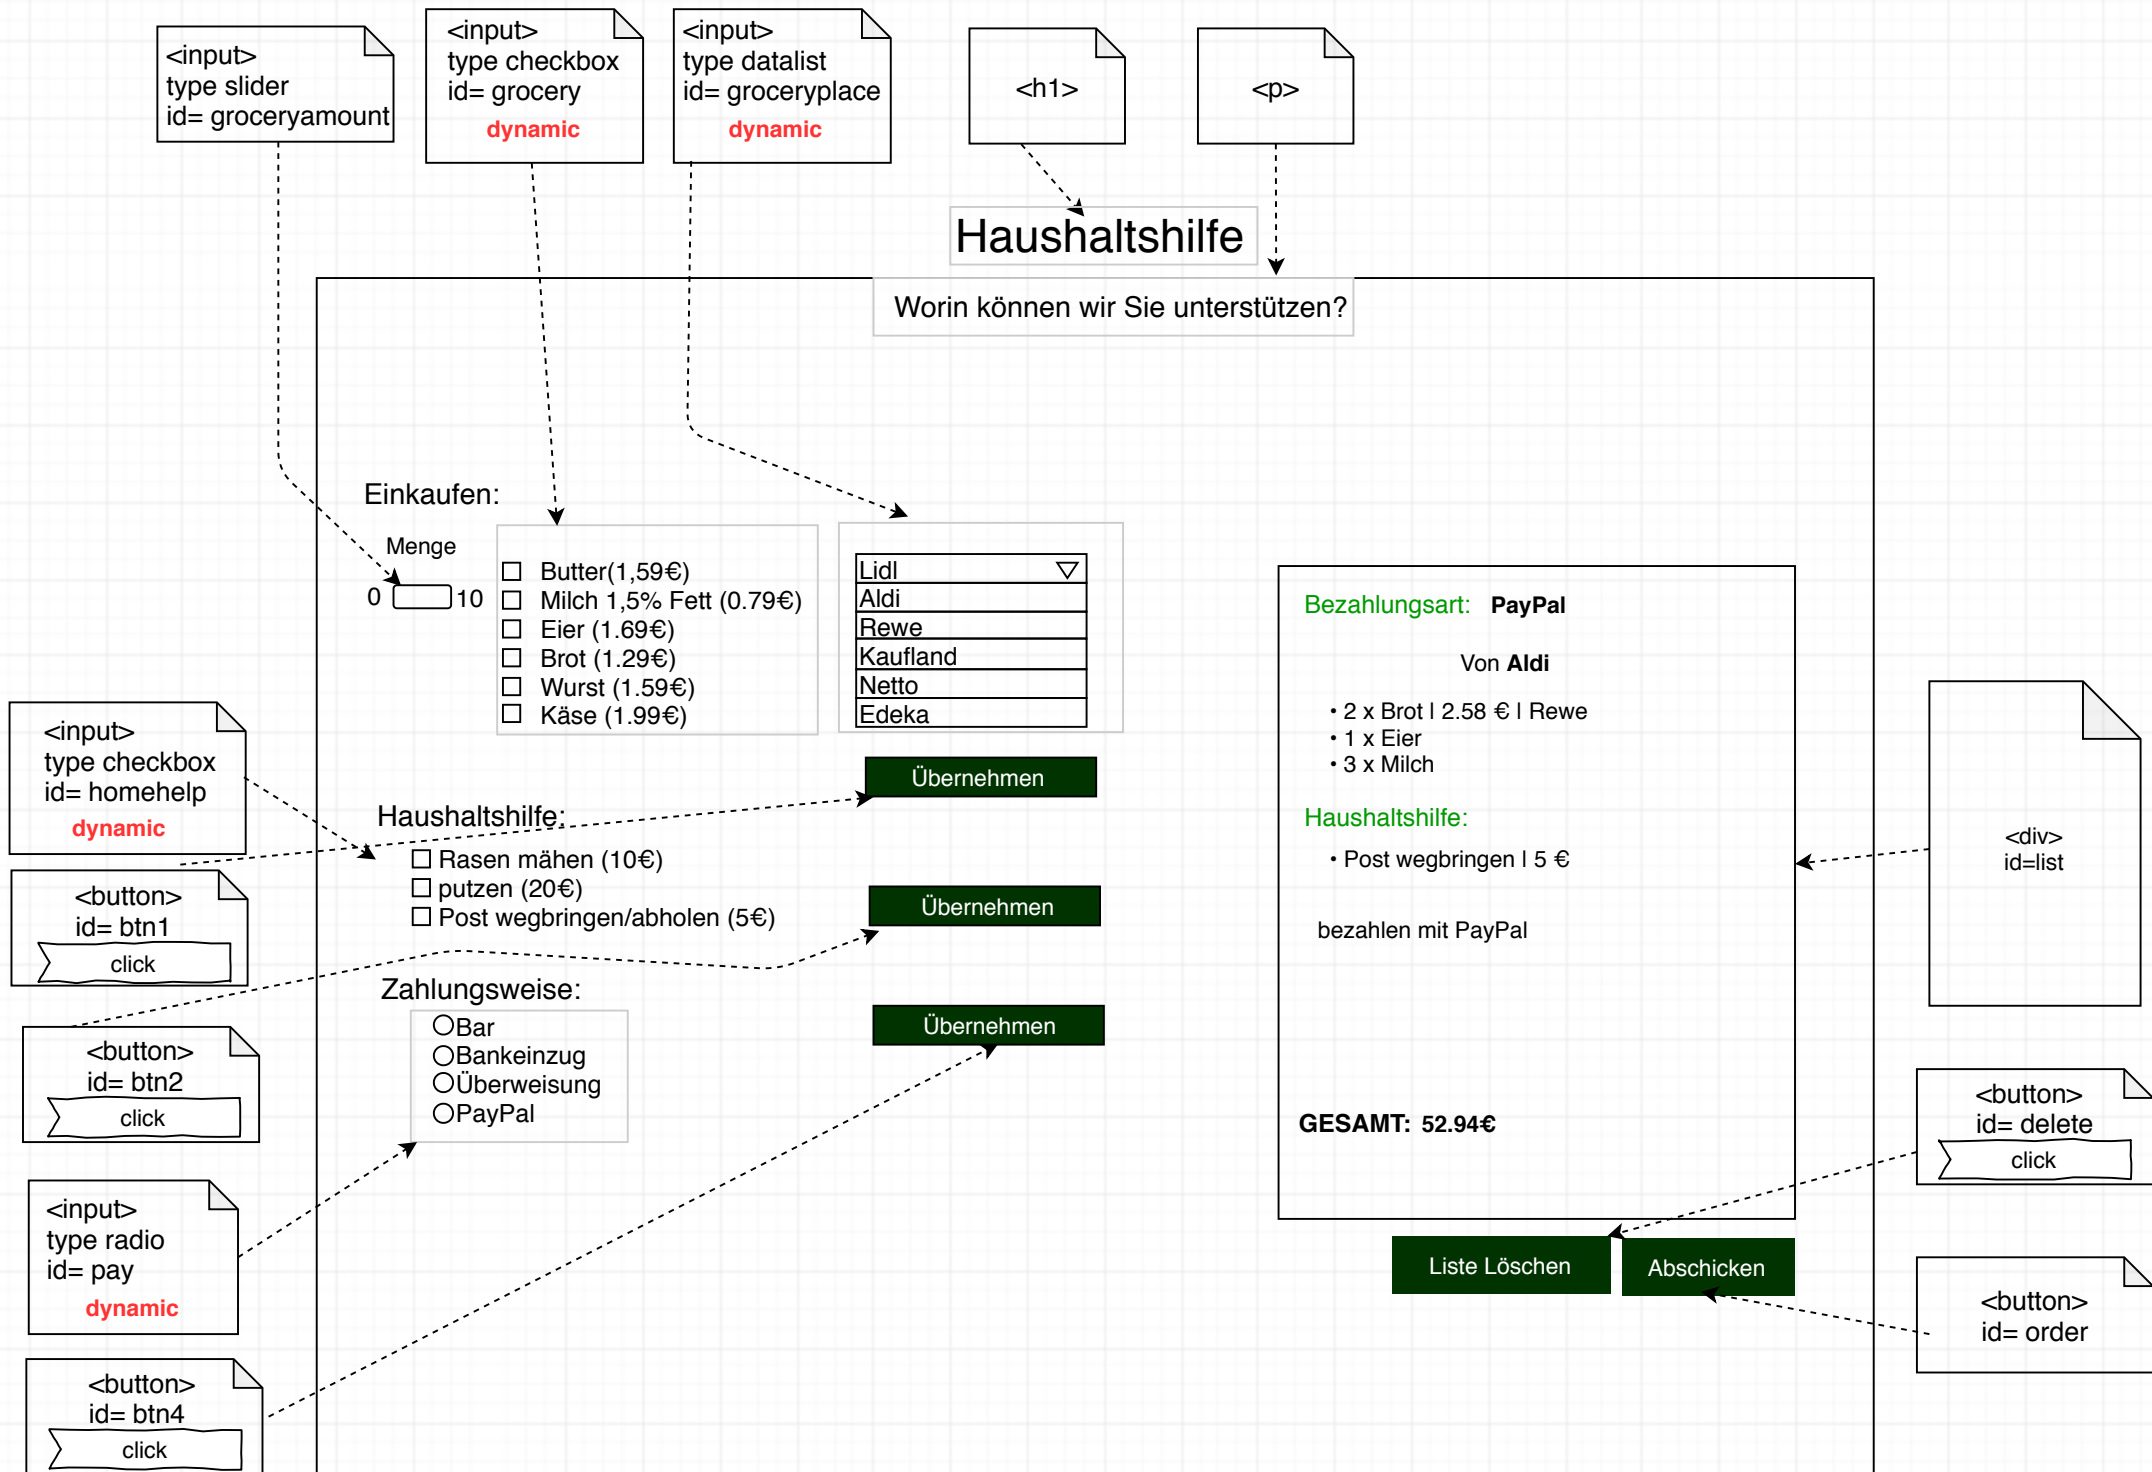 <input>
type slider
id= groceryamount
<input>
type checkbox
id= grocery
dynamic
<input>
type datalist
id= groceryplace
dynamic
<h1>
<p>
Haushaltshilfe
Worin können wir Sie unterstützen?
Einkaufen:
Menge
0
10
Butter(1,59€)
Milch 1,5% Fett (0.79€)
Eier (1.69€)
Brot (1.29€)
Wurst (1.59€)
Käse (1.99€)
Lidl
Aldi
Rewe
Kaufland
Netto
Edeka
Übernehmen
<input>
type checkbox
id= homehelp
dynamic
Haushaltshilfe:
Rasen mähen (10€)
putzen (20€)
Post wegbringen/abholen (5€)
Übernehmen
<button>
id= btn1
click
Zahlungsweise:
Bar
Bankeinzug
Überweisung
PayPal
Übernehmen
<button>
id= btn2
click
<input>
type radio
id= pay
dynamic
<button>
id= btn4
click
Bezahlungsart: PayPal
Von Aldi
• 2 x Brot | 2.58 € | Rewe
• 1 x Eier
• 3 x Milch
Haushaltshilfe:
• Post wegbringen | 5 €
bezahlen mit PayPal
GESAMT: 52.94€
Liste Löschen
Abschicken
<div>
id=list
<button>
id= delete
click
<button>
id= order